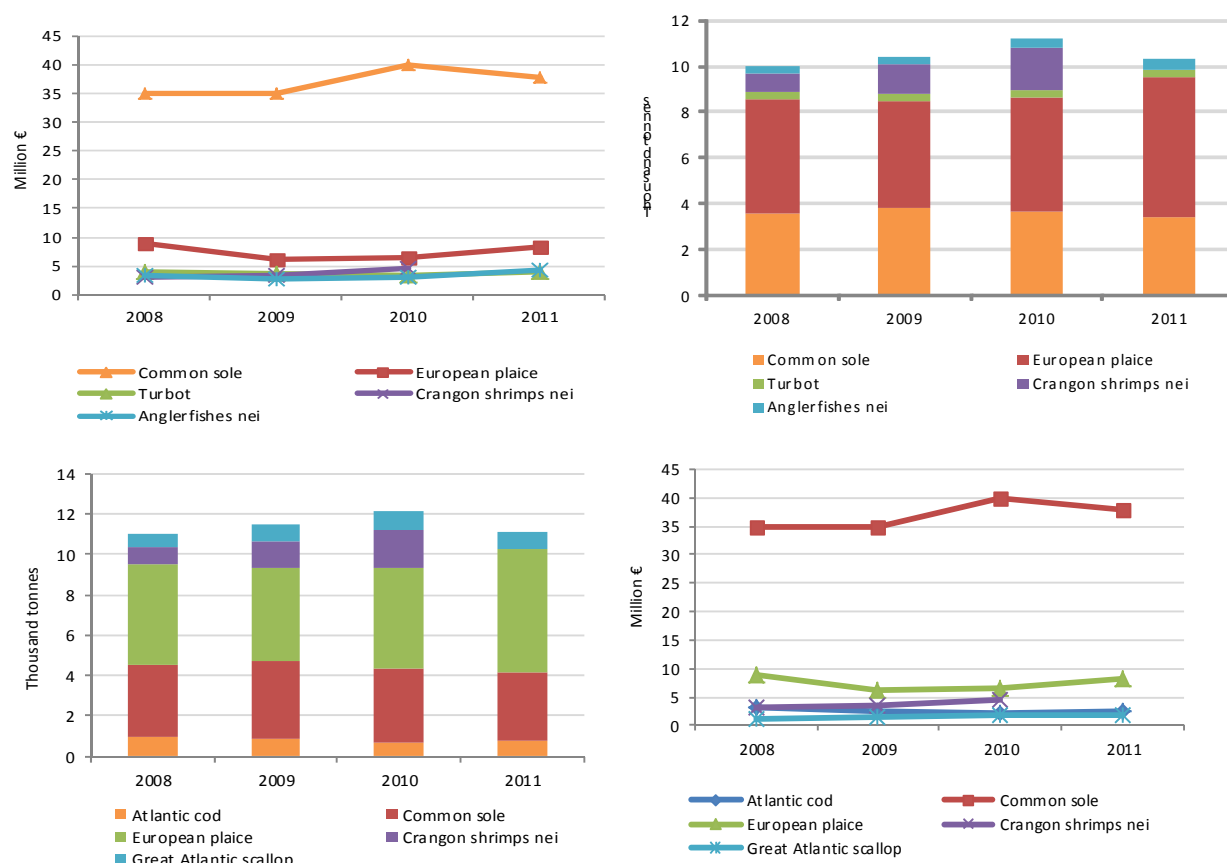 45
40
35
30
25
20
15
10
5
0
Million €
2008 2009 2010 2011
Common sole European plaice
Turbot Crangon shrimps nei
Anglerfishes nei
12
10
8
6
4
2
0
Thousand tonnes
2008 2009 2010 2011
Common sole European plaice
Turbot Crangon shrimps nei
Anglerfishes nei
14
12
10
8
6
4
2
0
Thousand tonnes
2008 2009 2010 2011
Atlantic cod Common sole
European plaice Crangon shrimps nei
Great Atlantic scallop
45
40
35
30
25
20
15
10
5
0
Million €
2008 2009 2010 2011
Atlantic cod Common sole
European plaice Crangon shrimps nei
Great Atlantic scallop